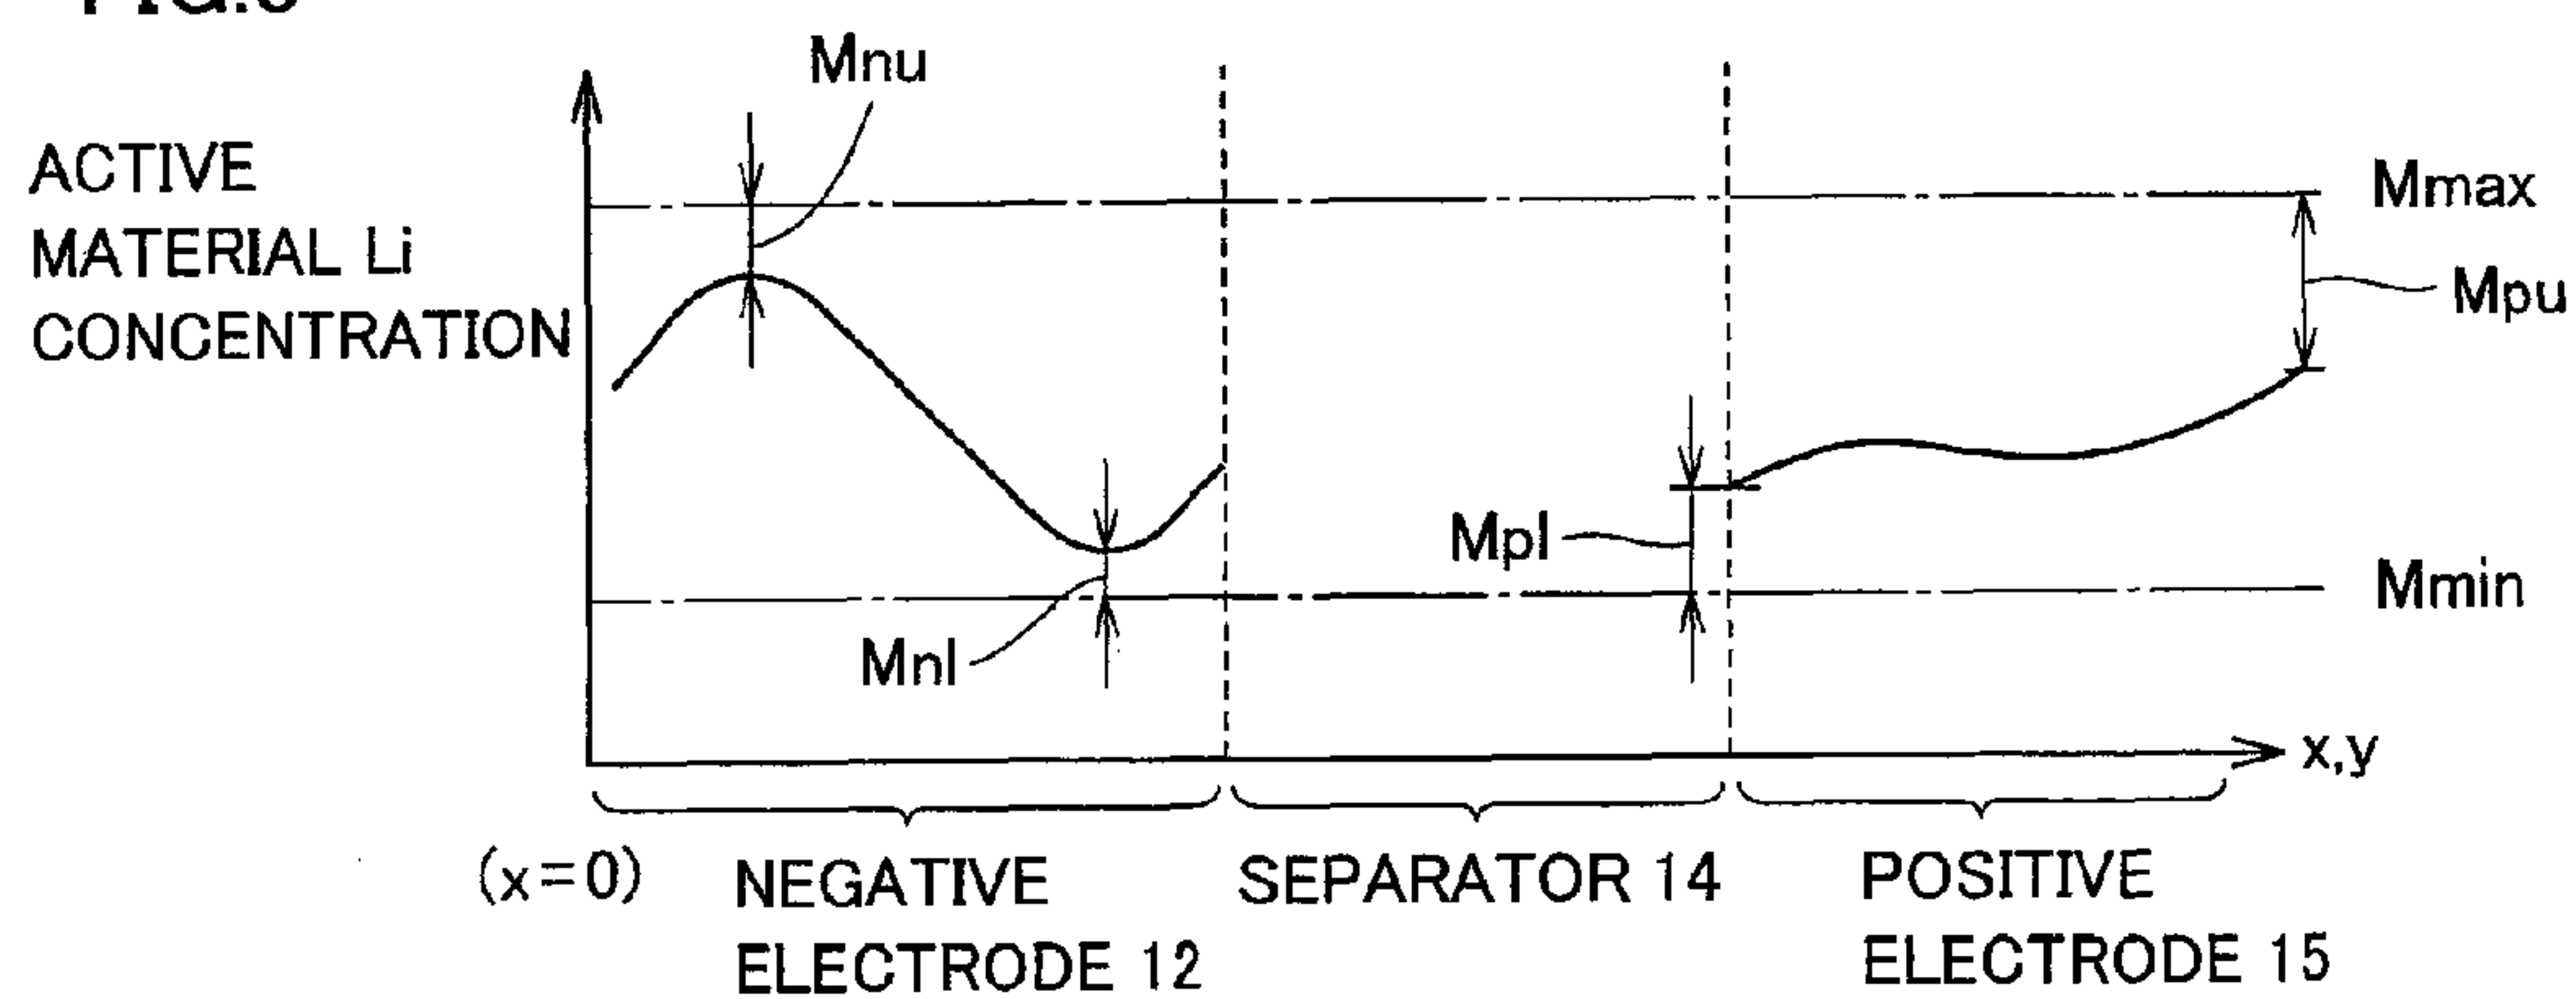 Mnu
ACTIVE
MATERIAL Li
CONCENTRATION
Mmax
Mpu
Mpl
Mmin
Mnl
x,y
(x=0)
NEGATIVE
ELECTRODE 12
SEPARATOR 14
POSITIVE
ELECTRODE 15